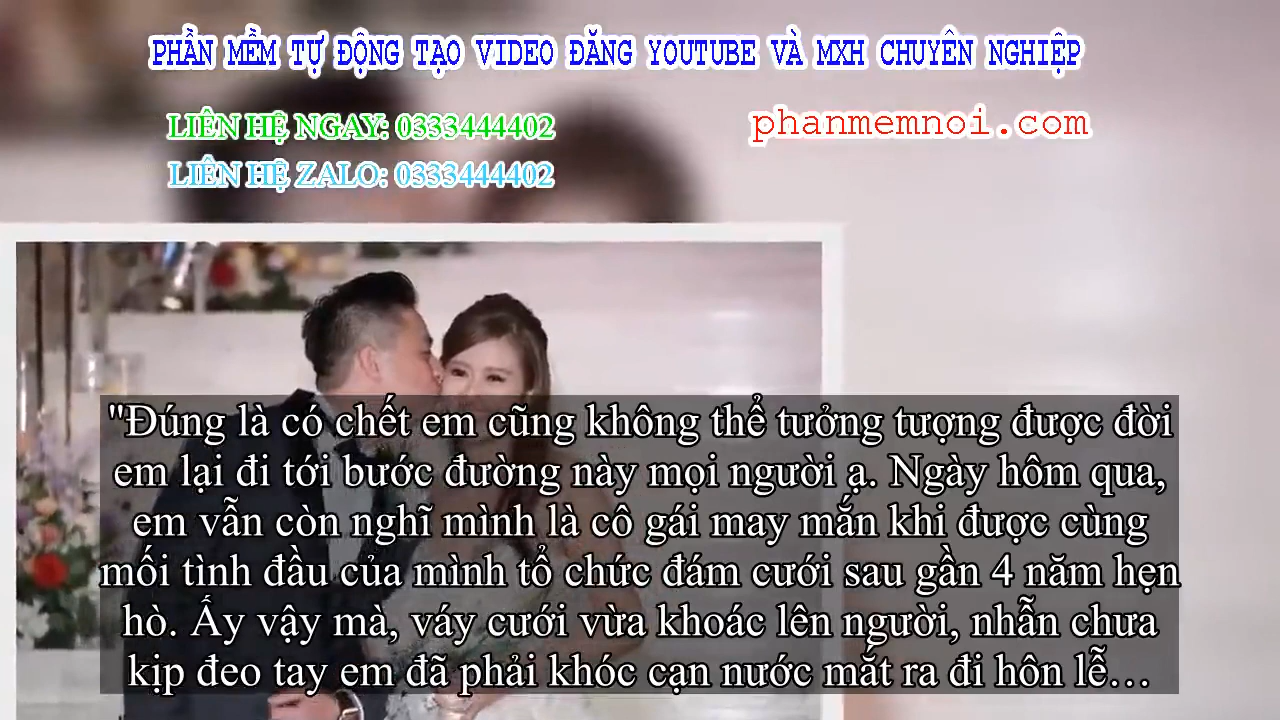 PHẦN MỀM TỰ ĐỘNG TẠO VIDEO ĐĂNG YOUTUBE VÀ MXH CHUYÊN NGHIỆP
LIÊN HỆ NGAY: 0333444402
phanmemnoi.com
LIÊN HỆ ZALO: 0333444402
"Đúng là có chết em cũng không thể tưởng tượng được đời
em lại đi tới bước đường này mọi người ạ. Ngày hôm qua,
em vẫn còn nghĩ mình là cô gái may mắn khi được cùng
mối tình đầu của mình tổ chức đám cưới sau gần 4 năm hẹn
hò. Ấy vậy mà, váy cưới vừa khoác lên người, nhẫn chưa
kịp đeo tay em đã phải khóc cạn nước mắt ra đi hôn lễ…